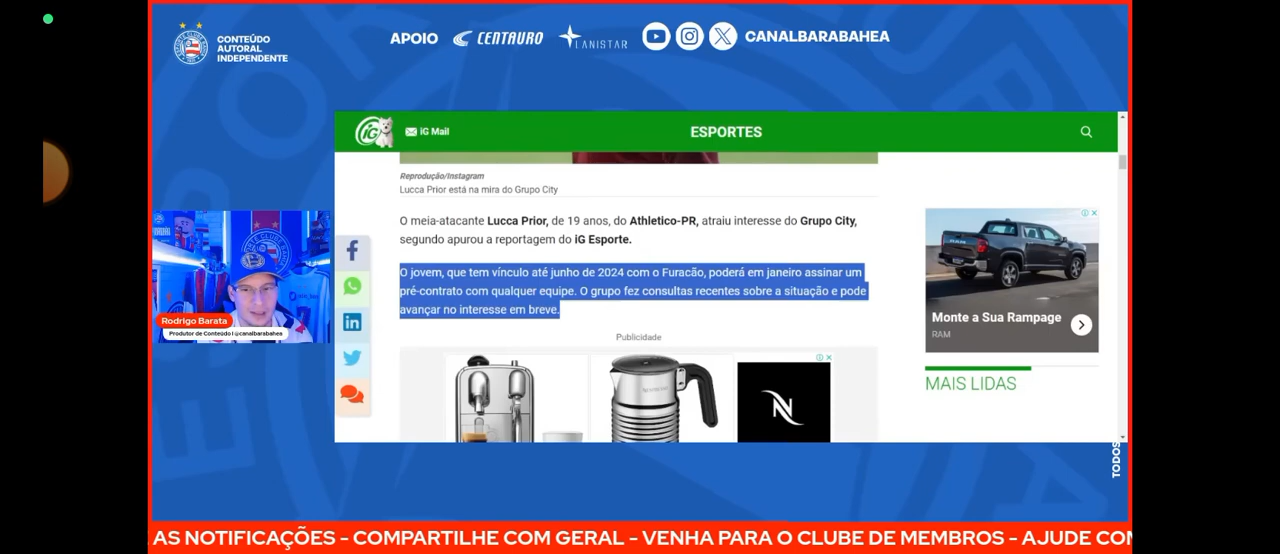 CONTEÚDO
AUTORAL
INDEPENDENTE
APOIO CENTAURO LANISTAR CANALBARABAHEA
iG iG Mail ESPORTES
Reprodução/Instagram
Lucca Prior está na mira do Grupo City
O meia-atacante Lucca Prior, de 19 anos, do Athletico-PR, atraiu interesse do Grupo City,
segundo apurou a reportagem do iG Esporte.
O jovem, que tem vínculo até junho de 2024 com o Furacão, poderá em janeiro assinar um
pré-contrato com qualquer equipe. O grupo fez consultas recentes sobre a situação e pode
avançar no interesse em breve.
Publicidade
Monte a Sua Rampage
RAM
MAIS LIDAS
Rodrigo Barata
Produtor de Conteúdo | @canalbarabahea
TODOS
AS NOTIFICAÇÕES - COMPARTILHE COM GERAL - VENHA PARA O CLUBE DE MEMBROS - AJUDE CON